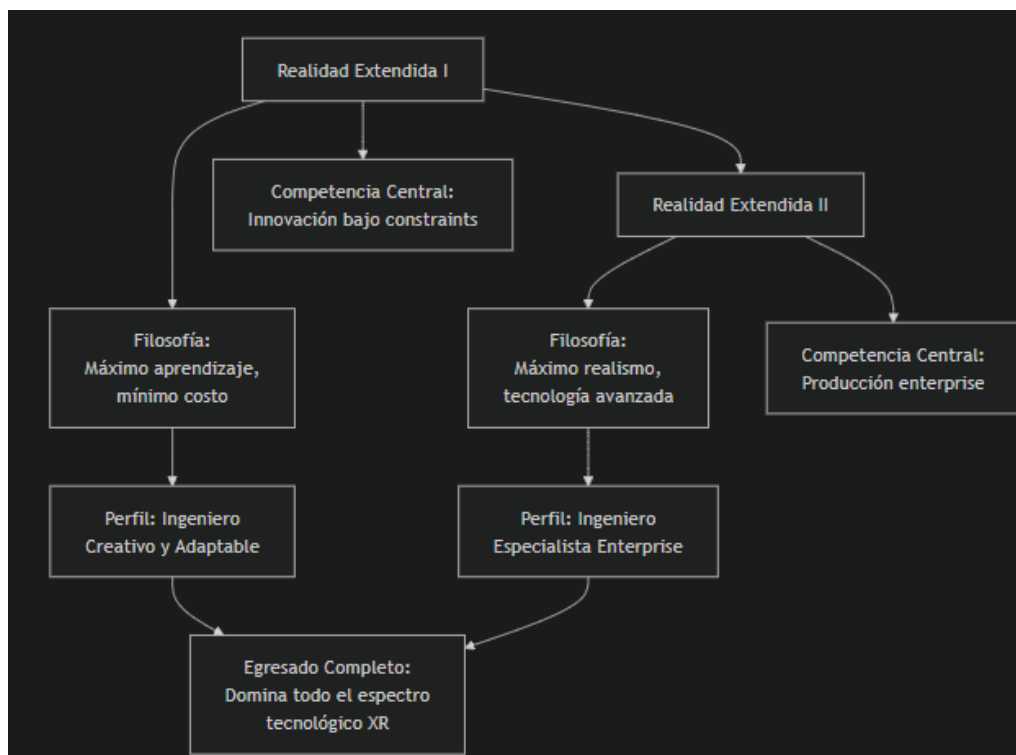 Realidad Extendida I
Competencia Central:
Innovación bajo constraints
Realidad Extendida II
Filosofía:
Máximo aprendizaje,
mínimo costo
Filosofía:
Máximo realismo,
tecnología avanzada
Competencia Central:
Producción enterprise
Perfil: Ingeniero
Creativo y Adaptable
Perfil: Ingeniero
Especialista Enterprise
Egresado Completo:
Domina todo el espectro
tecnológico XR